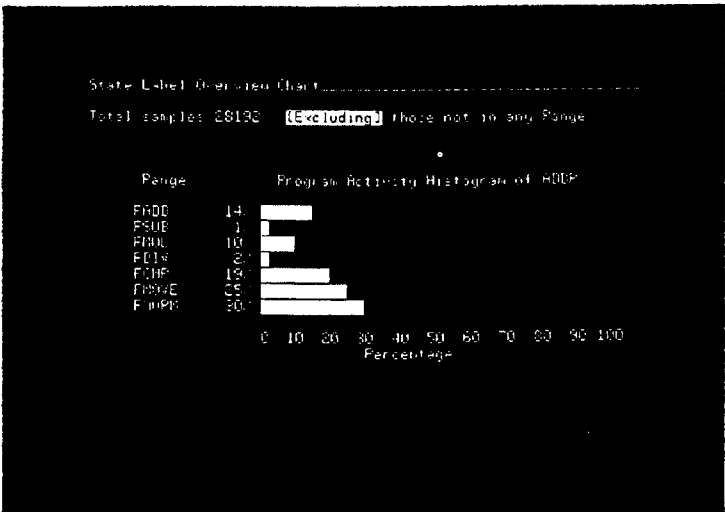 State Label Overview Chart
Total samples 28192 [Excluding] those not in any Range
Range Program Activity Histogram of ADDR
FADD 14%
FSUB 1%
FMUL 10%
FDIV 2%
FCMP 19%
FMOVE 25%
FNORM 30%
0 10 20 30 40 50 60 70 80 90 100
Percentage